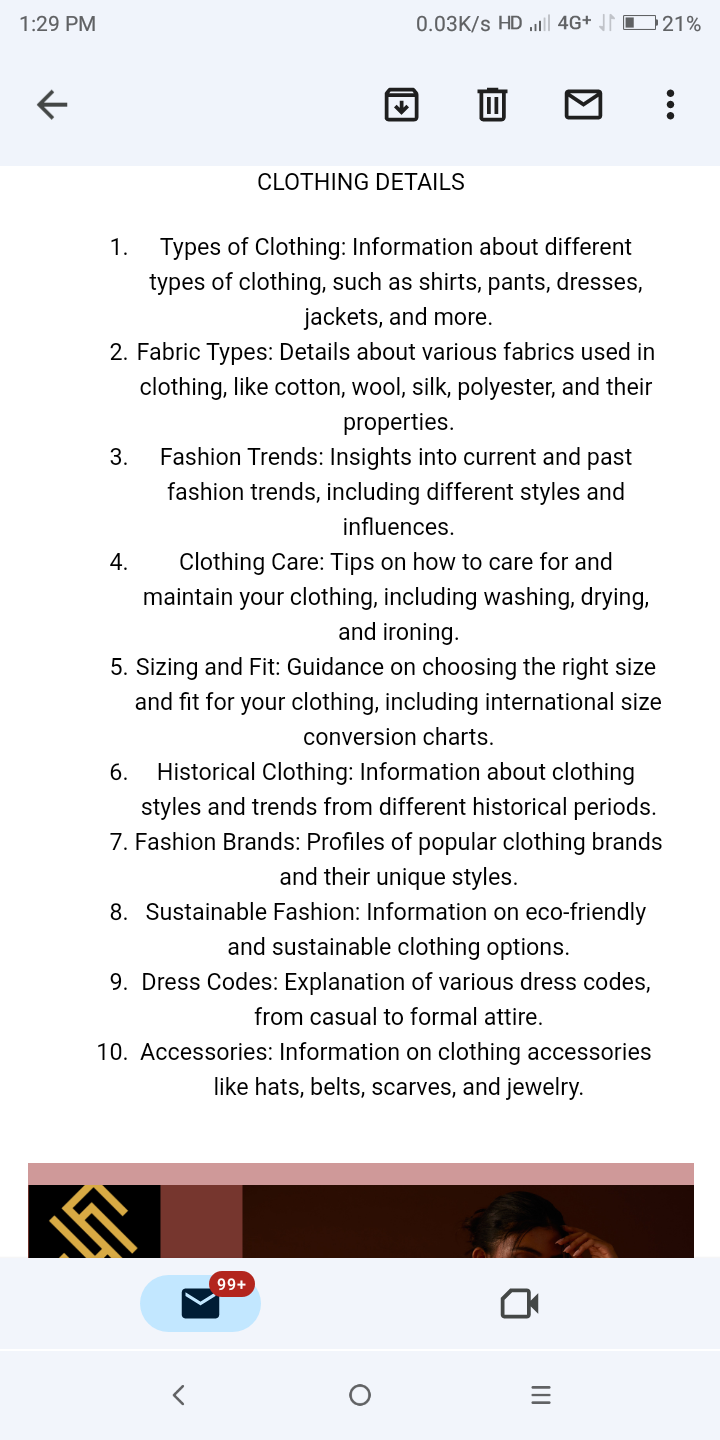 1:29 PM 0.03K/s HD 4G+ 21%
CLOTHING DETAILS
1. Types of Clothing: Information about different
types of clothing, such as shirts, pants, dresses,
jackets, and more.
2. Fabric Types: Details about various fabrics used in
clothing, like cotton, wool, silk, polyester, and their
properties.
3. Fashion Trends: Insights into current and past
fashion trends, including different styles and
influences.
4. Clothing Care: Tips on how to care for and
maintain your clothing, including washing, drying,
and ironing.
5. Sizing and Fit: Guidance on choosing the right size
and fit for your clothing, including international size
conversion charts.
6. Historical Clothing: Information about clothing
styles and trends from different historical periods.
7. Fashion Brands: Profiles of popular clothing brands
and their unique styles.
8. Sustainable Fashion: Information on eco-friendly
and sustainable clothing options.
9. Dress Codes: Explanation of various dress codes,
from casual to formal attire.
10. Accessories: Information on clothing accessories
like hats, belts, scarves, and jewelry.
99+